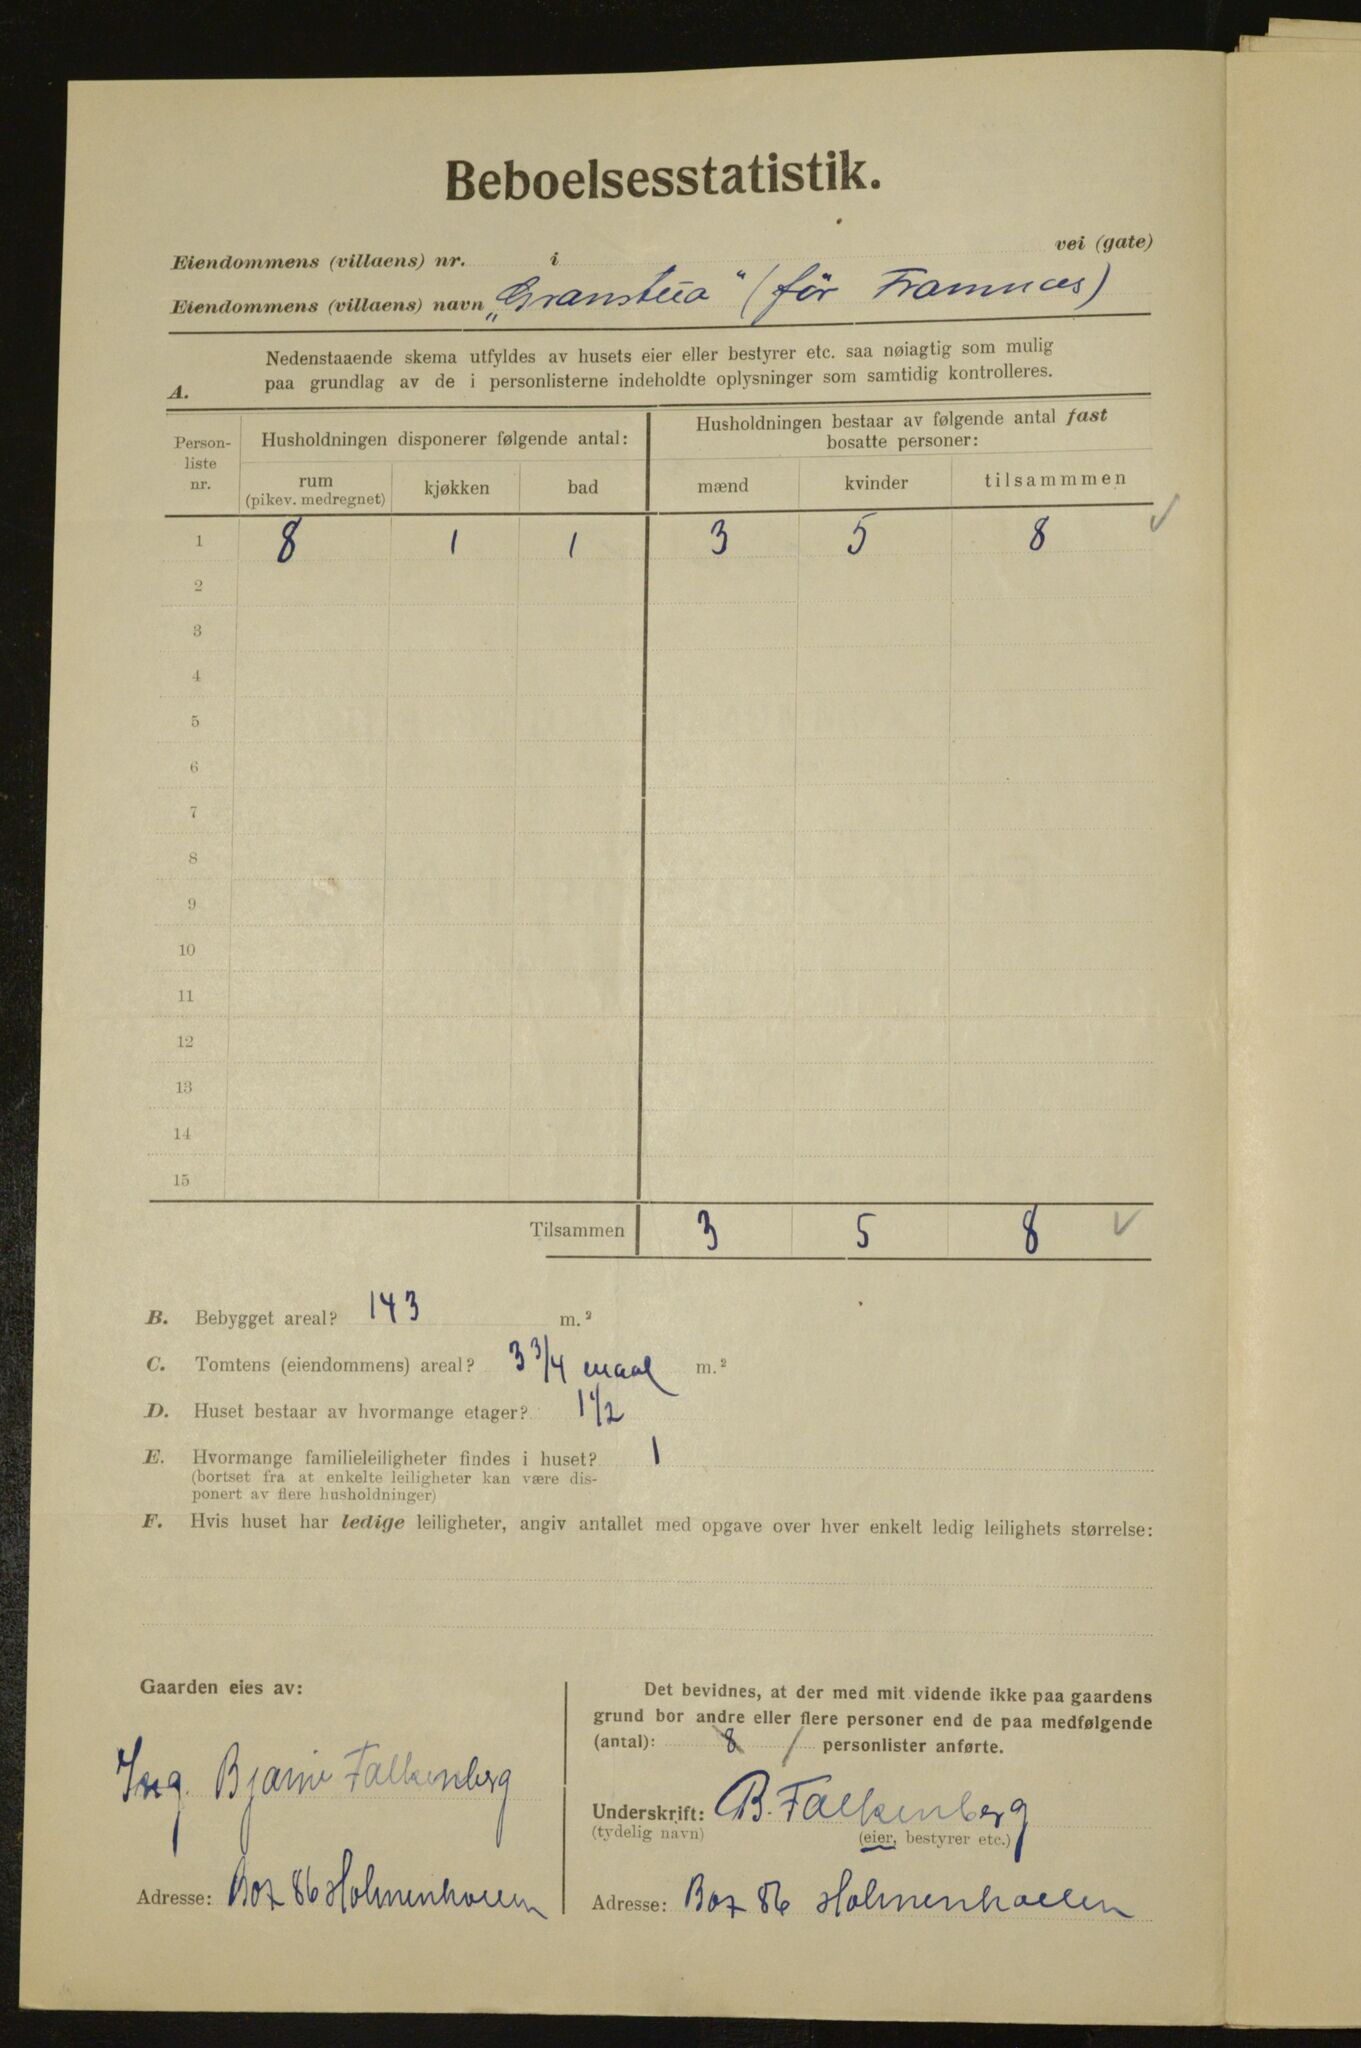 Beboelsesstatistik.
Eiendommens (villaens) nr. i vei (gate)
Eiendommens (villaens) navn „Granstua“ (før Framnæs)
A. Nedenstaaende skema utfyldes av husets eier eller bestyrer etc. saa nøiagtig som mulig
paa grundlag av de i personlisterne indeholdte oplysninger som samtidig kontrolleres.
Person-
liste
nr.
Husholdningen disponerer følgende antal:
Husholdningen bestaar av følgende antal fast
bosatte personer:
rum
(pikev. medregnet)
kjøkken
bad
mænd
kvinder
tilsammmen
1 8 1 1 3 5 8 ✓
2
3
4
5
6
7
8
9
10
11
12
13
14
15
Tilsammen 3 5 8 ✓
B. Bebygget areal? 143 m.²
C. Tomtens (eiendommens) areal? 3 3/4 maal m.²
D. Huset bestaar av hvormange etager? 1 1/2
E. Hvormange familieleiligheter findes i huset? 1
(bortset fra at enkelte leiligheter kan være dis-
ponert av flere husholdninger)
F. Hvis huset har ledige leiligheter, angiv antallet med opgave over hver enkelt ledig leilighets størrelse:
Gaarden eies av:
Ing. Bjarne Falkenberg
Adresse: Box 86 Holmenkollen
Det bevidnes, at der med mit vidende ikke paa gaardens
grund bor andre eller flere personer end de paa medfølgende
(antal): 8 1 personlister anførte.
Underskrift: B. Falkenberg
(tydelig navn) (eier, bestyrer etc.)
Adresse: Box 86 Holmenkollen